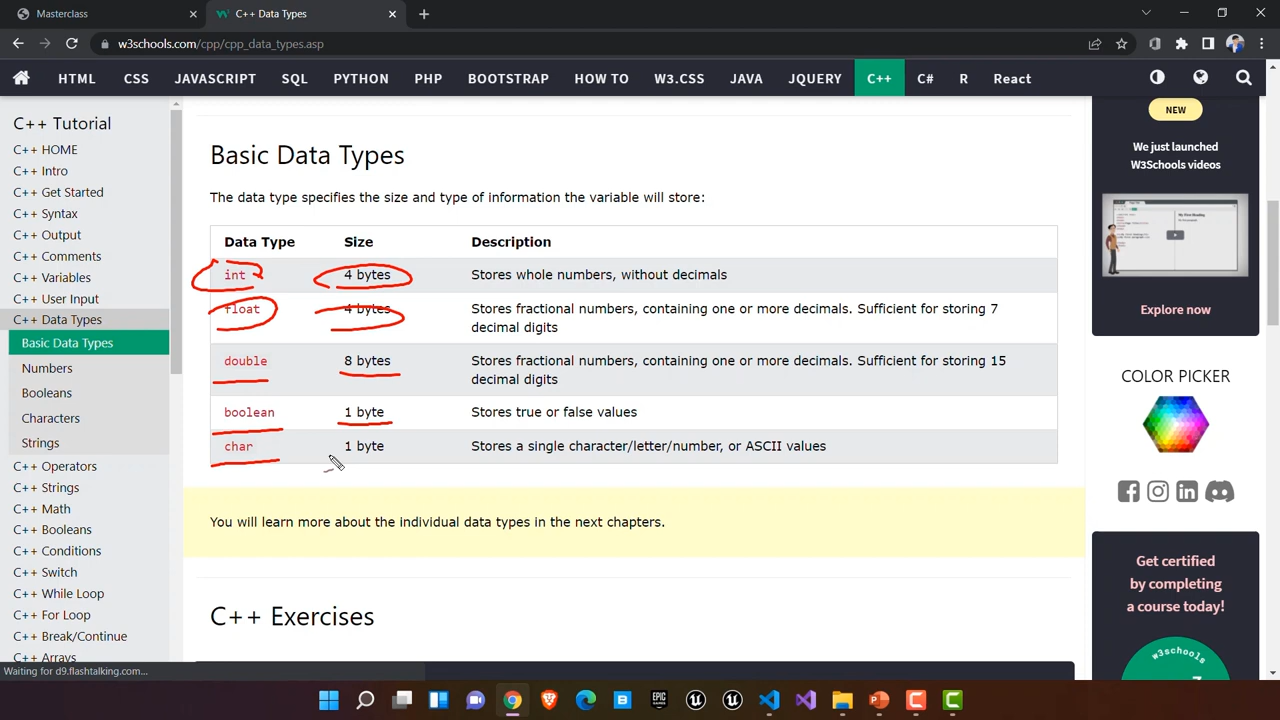 Masterclass
C++ Data Types
w3schools.com/cpp/cpp_data_types.asp
HTML CSS JAVASCRIPT SQL PYTHON PHP BOOTSTRAP HOW TO W3.CSS JAVA JQUERY C++ C# R React
C++ Tutorial
C++ HOME
C++ Intro
C++ Get Started
C++ Syntax
C++ Output
C++ Comments
C++ Variables
C++ User Input
C++ Data Types
Basic Data Types
Numbers
Booleans
Characters
Strings
C++ Operators
C++ Strings
C++ Math
C++ Booleans
C++ Conditions
C++ Switch
C++ While Loop
C++ For Loop
C++ Break/Continue
C++ Arrays
Waiting for d9.flashtalking.com...
Basic Data Types
The data type specifies the size and type of information the variable will store:
Data Type Size Description
int 4 bytes Stores whole numbers, without decimals
float 4 bytes Stores fractional numbers, containing one or more decimals. Sufficient for storing 7
decimal digits
double 8 bytes Stores fractional numbers, containing one or more decimals. Sufficient for storing 15
decimal digits
boolean 1 byte Stores true or false values
char 1 byte Stores a single character/letter/number, or ASCII values
You will learn more about the individual data types in the next chapters.
C++ Exercises
NEW
We just launched
W3Schools videos
Explore now
COLOR PICKER
Get certified
by completing
a course today!
w3schools
EPIC
GAMES